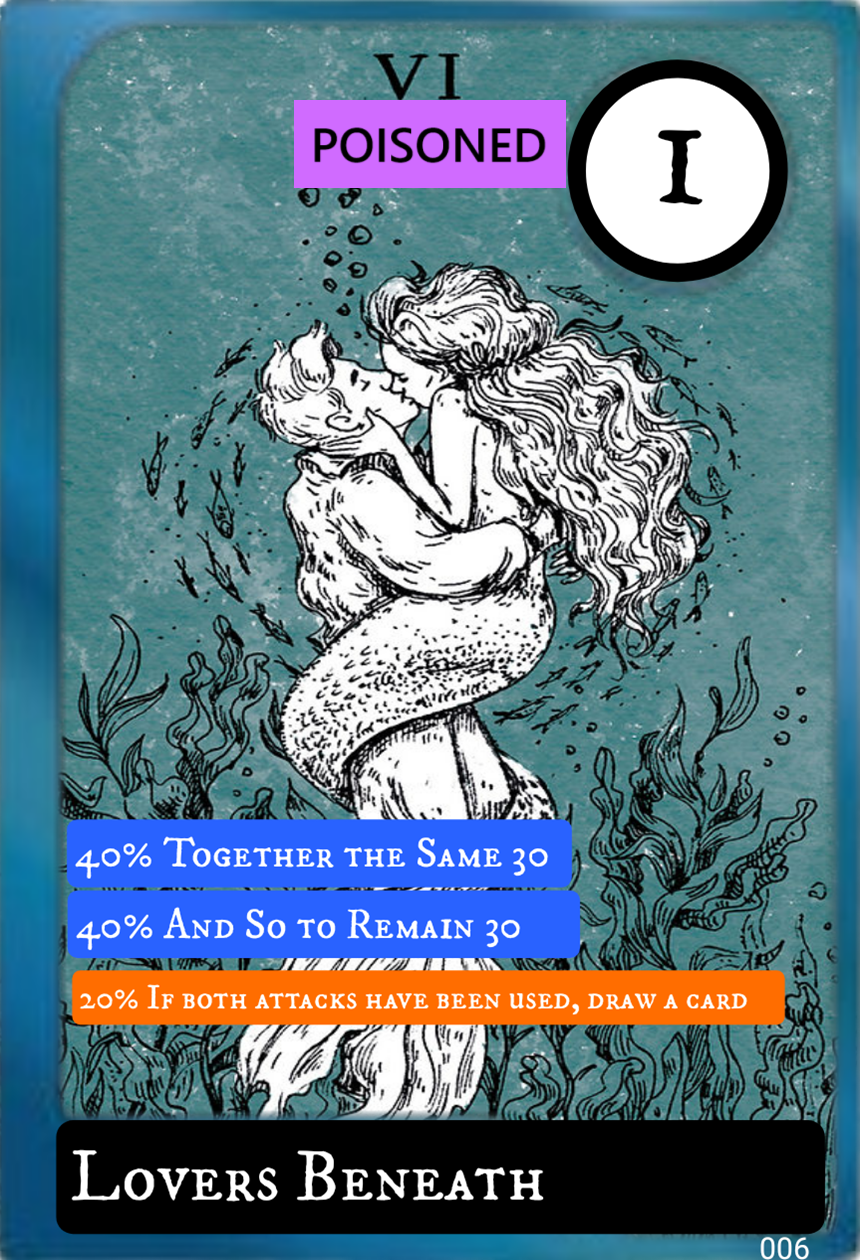 VI
POISONED
I
40% Together the Same 30
40% And So to Remain 30
20% If both attacks have been used, draw a card
Lovers Beneath
006